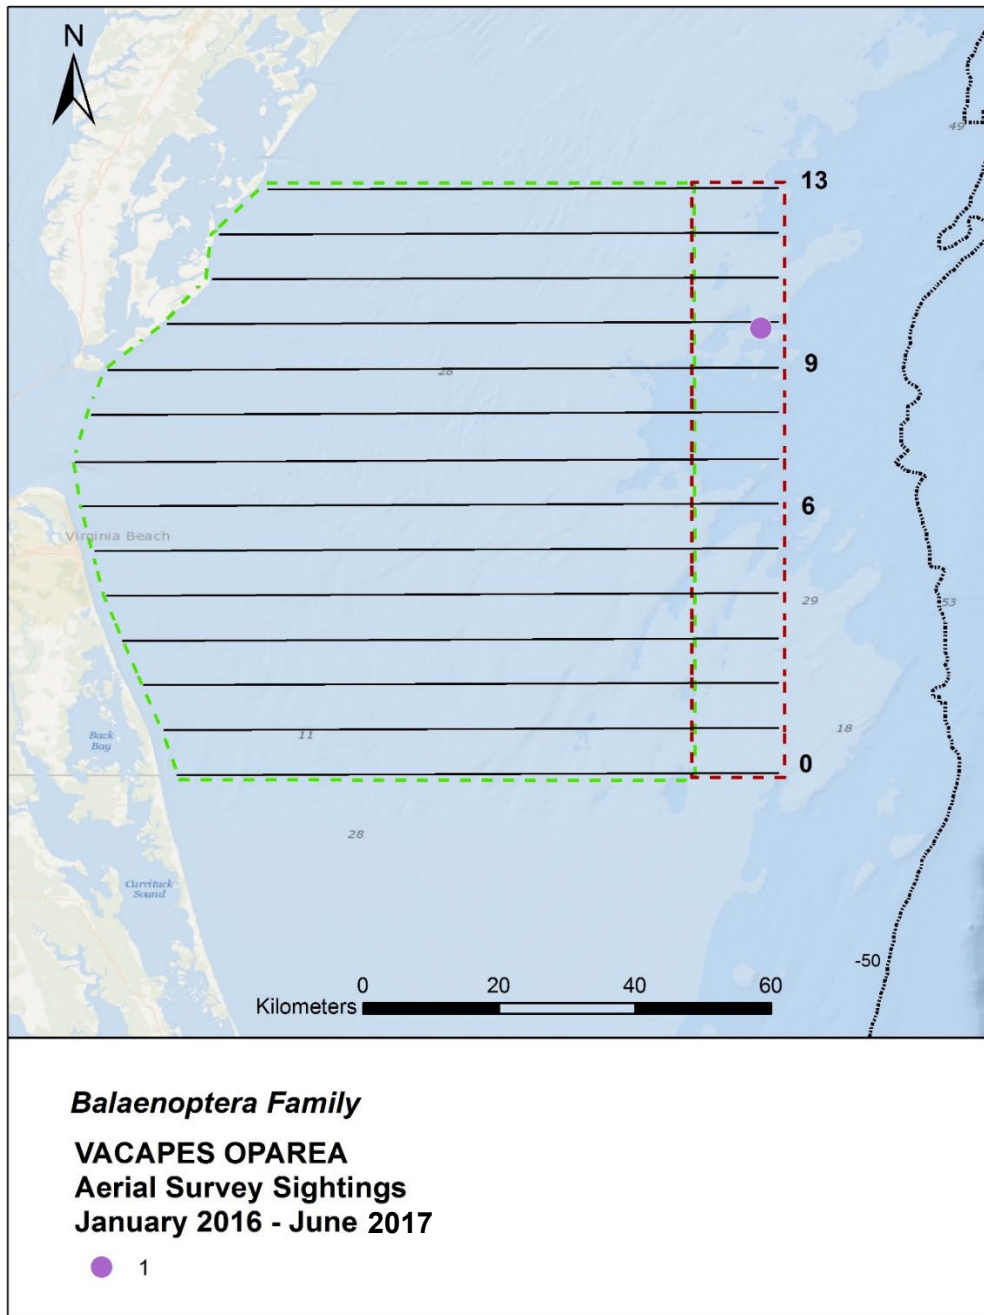 N
49
13
9
28
6
Virginia Beach
29
53
Back
Bay
11
18
0
28
Currituck
Sound
-50
0 20 40 60
Kilometers
Balaenoptera Family
VACAPES OPAREA
Aerial Survey Sightings
January 2016 - June 2017
1